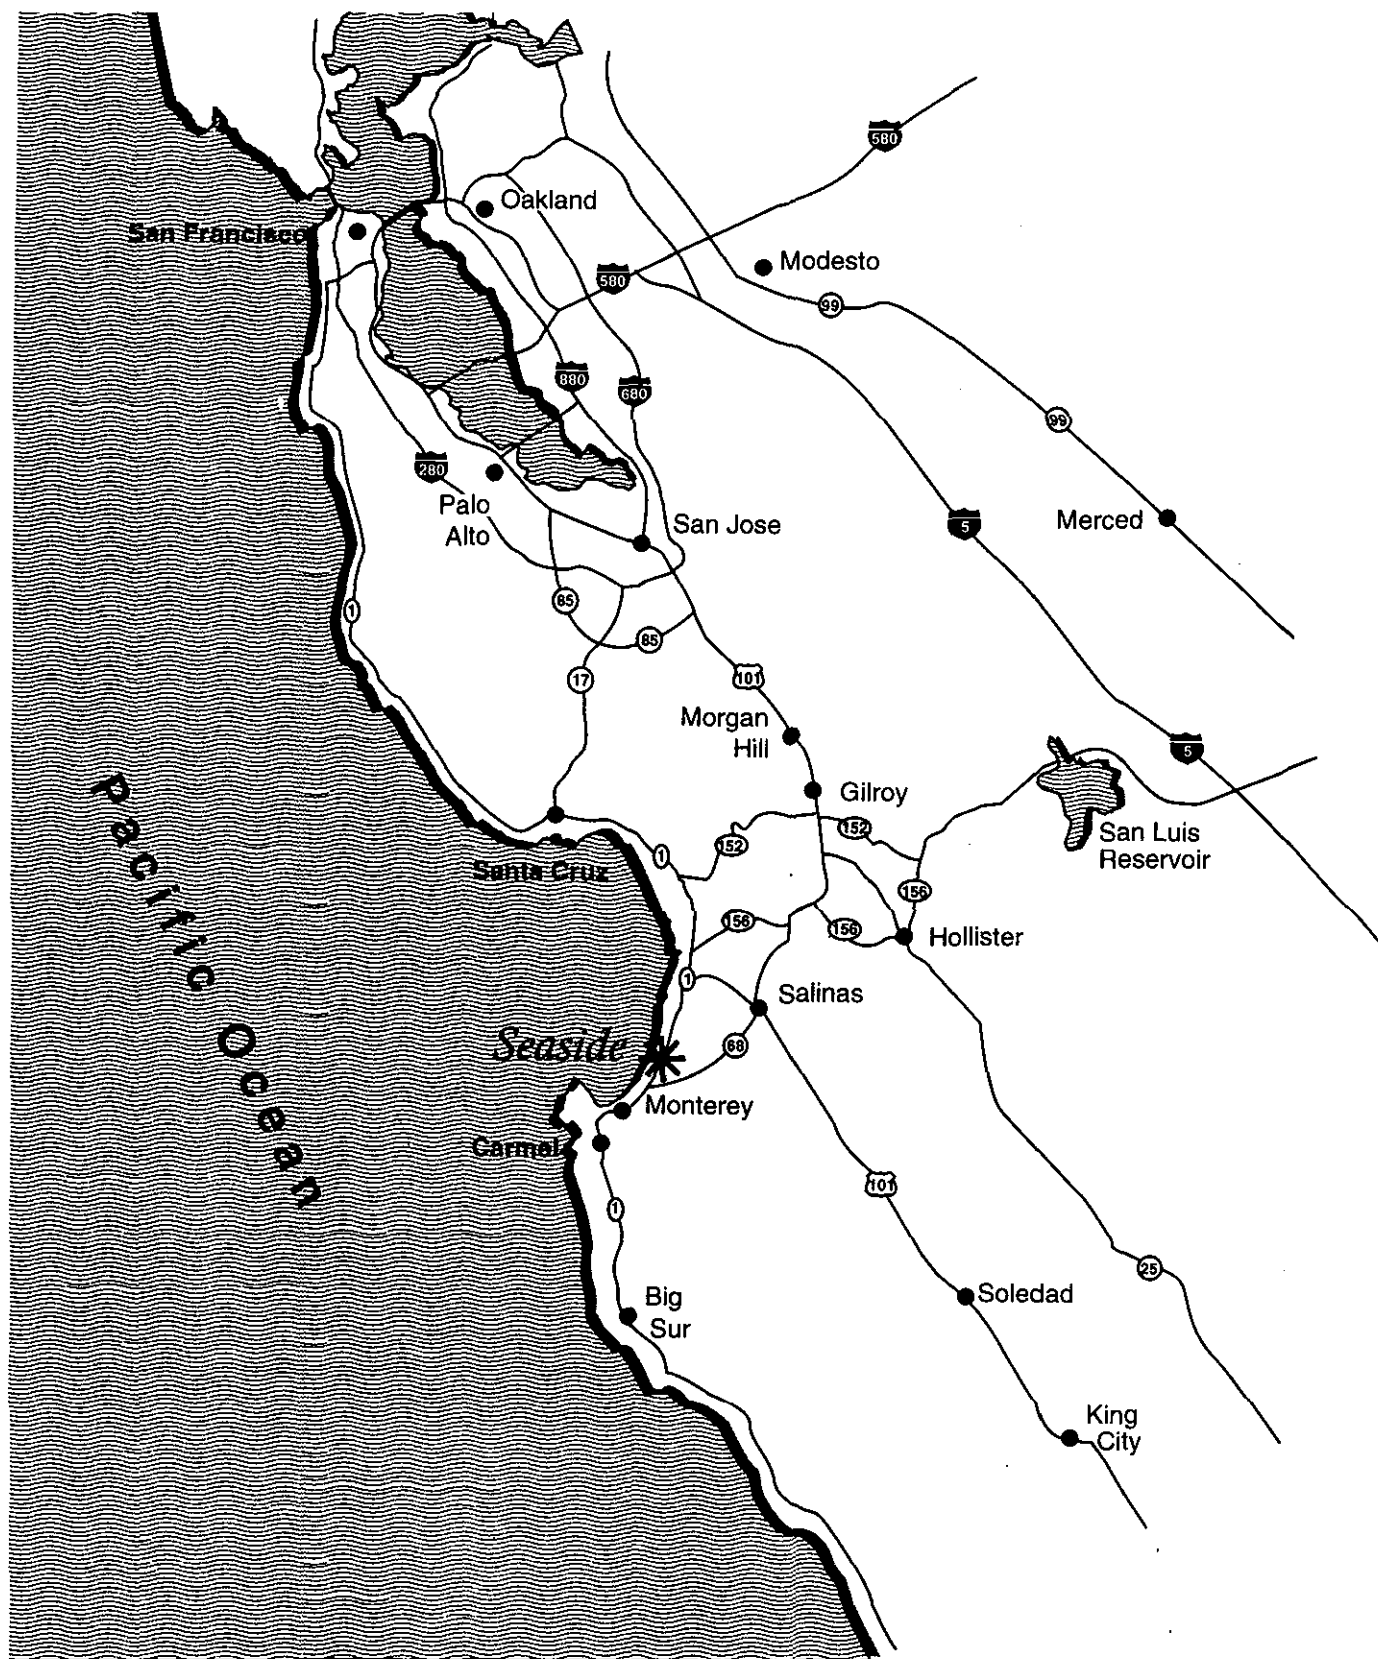 580
Oakland
San Francisco
Modesto
580
99
880
680
99
280
Palo
Alto
San Jose
5
Merced
1
85
85
17
101
Morgan
Hill
5
Gilroy
152
152
San Luis
Reservoir
1
Santa Cruz
156
156
156
Hollister
1
Salinas
Pacific Ocean
Seaside
68
Monterey
Carmel
101
1
25
Big
Sur
Soledad
King
City